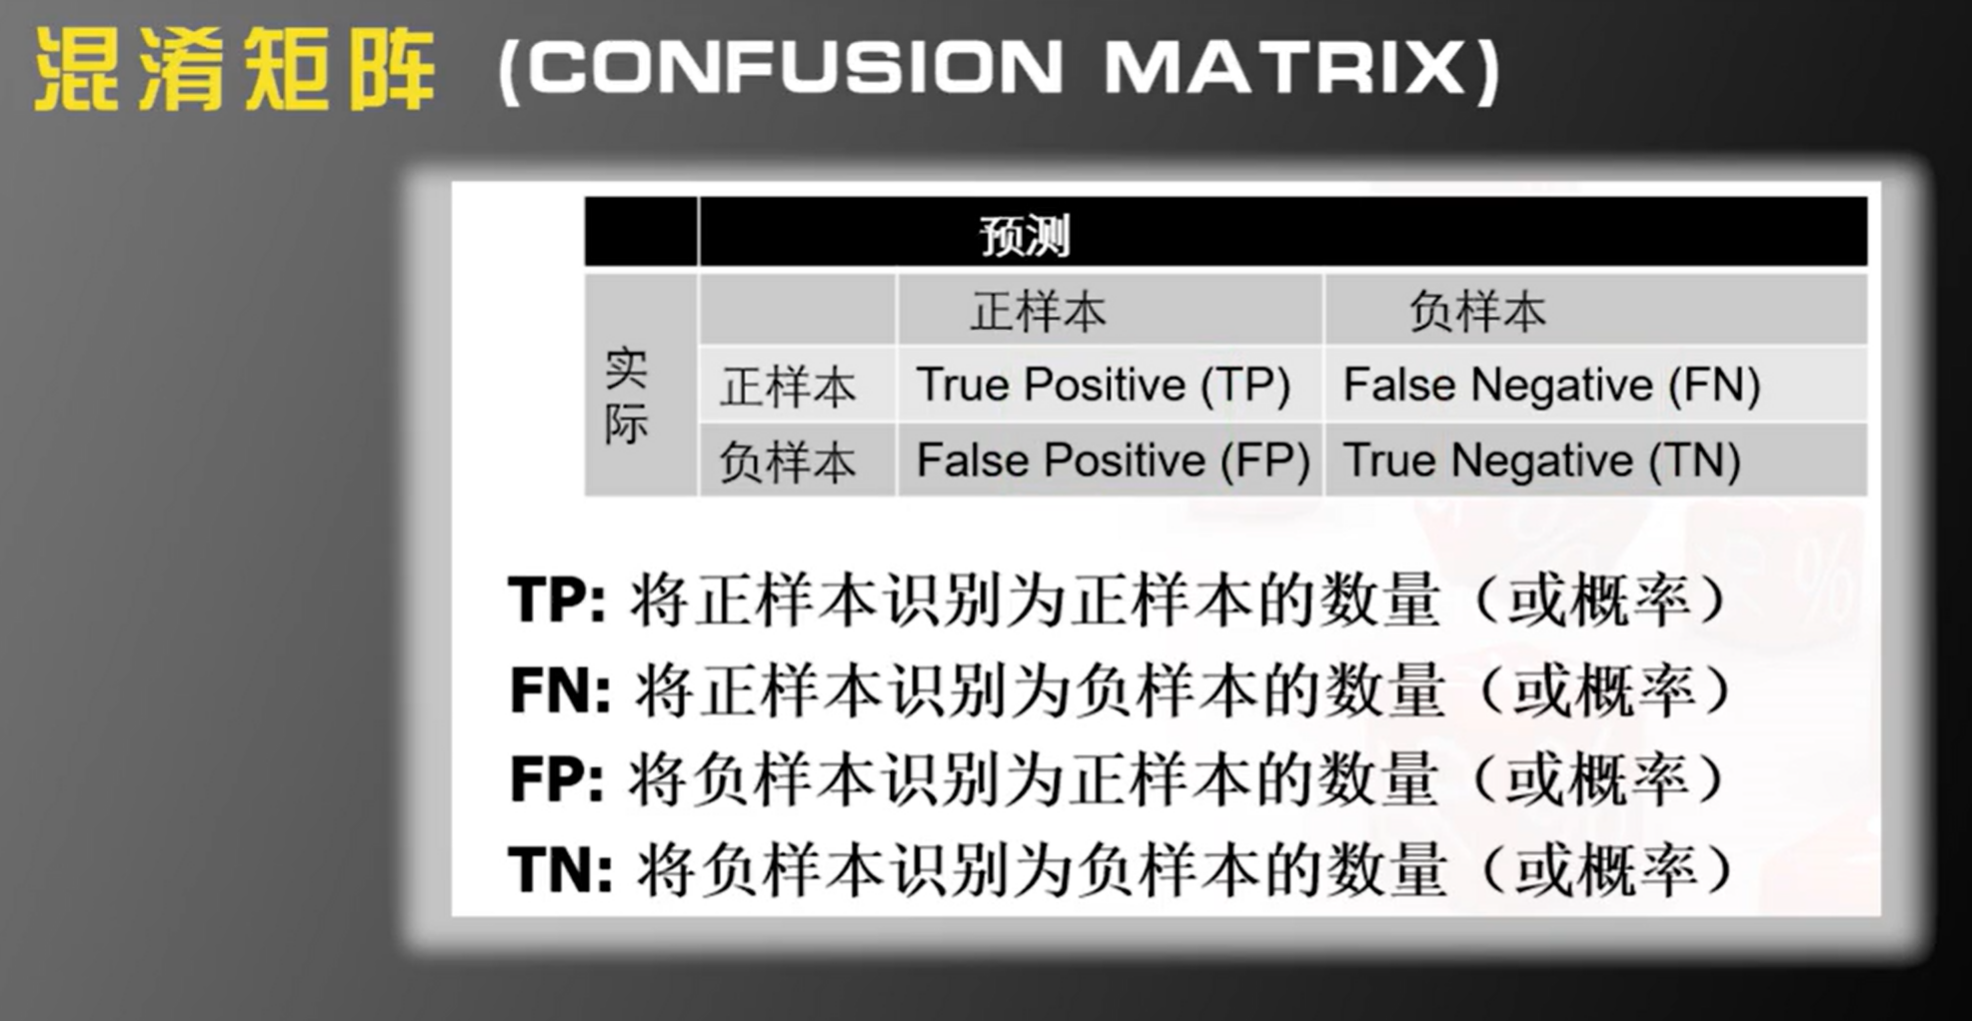 混淆矩阵 (CONFUSION MATRIX)
预测
正样本 负样本
实际
正样本 True Positive (TP) False Negative (FN)
负样本 False Positive (FP) True Negative (TN)
TP: 将正样本识别为正样本的数量（或概率）
FN: 将正样本识别为负样本的数量（或概率）
FP: 将负样本识别为正样本的数量（或概率）
TN: 将负样本识别为负样本的数量（或概率）